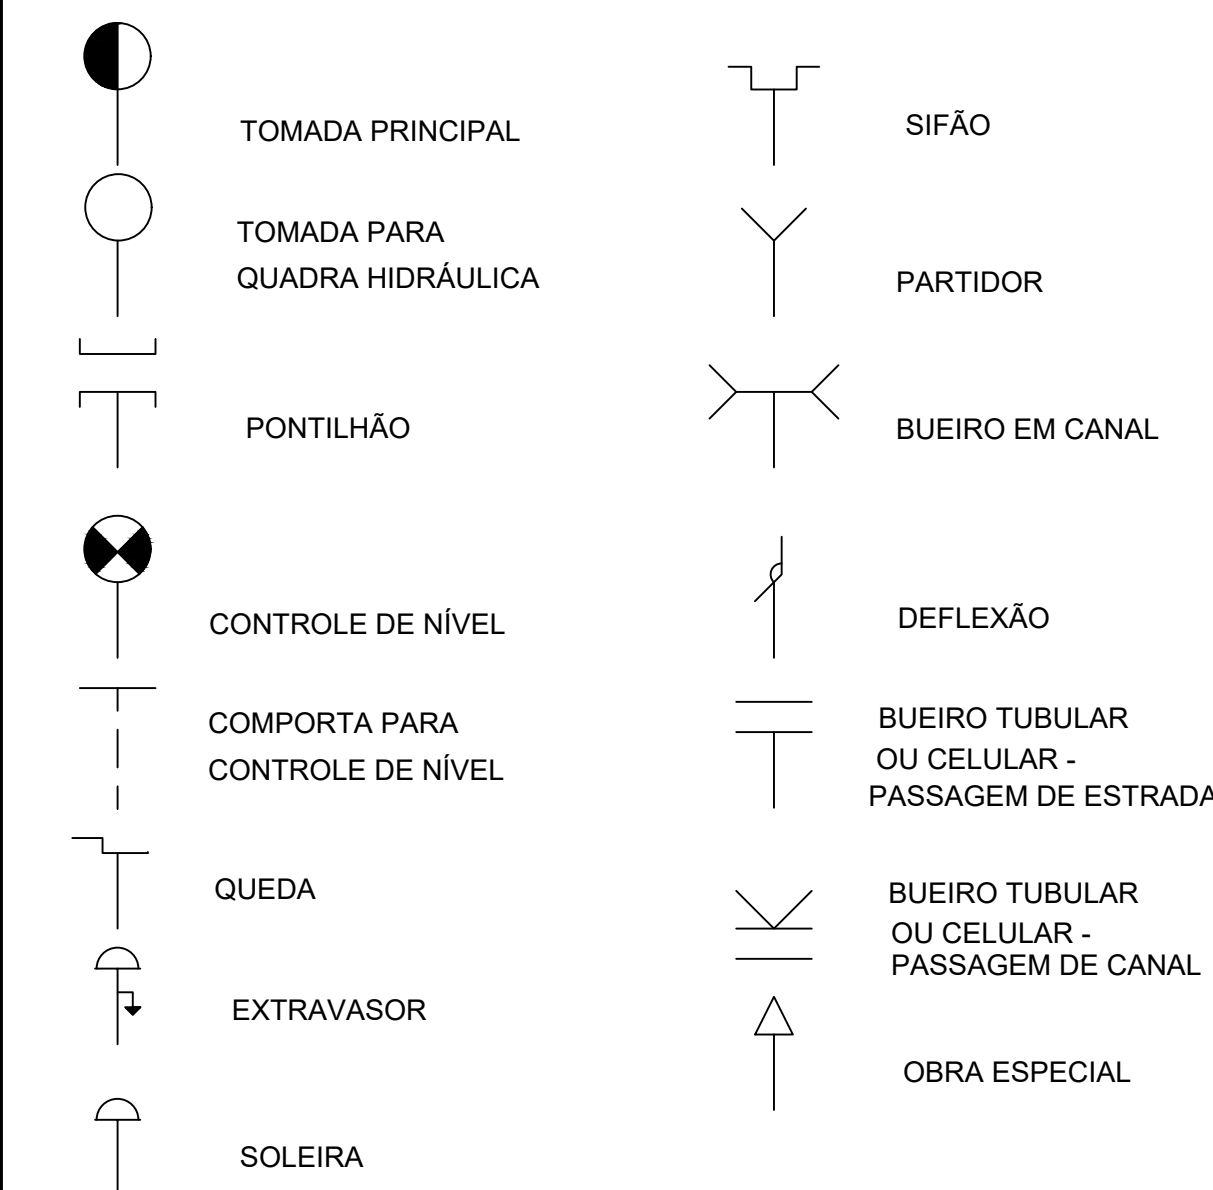 TOMADA PRINCIPAL
TOMADA PARA
QUADRA HIDRÁULICA
PONTILHÃO
CONTROLE DE NÍVEL
COMPORTA PARA
CONTROLE DE NÍVEL
QUEDA
EXTRAVASOR
SOLEIRA
SIFÃO
PARTIDOR
BUEIRO EM CANAL
DEFLEXÃO
BUEIRO TUBULAR
OU CELULAR -
PASSAGEM DE ESTRADA
BUEIRO TUBULAR
OU CELULAR -
PASSAGEM DE CANAL
OBRA ESPECIAL